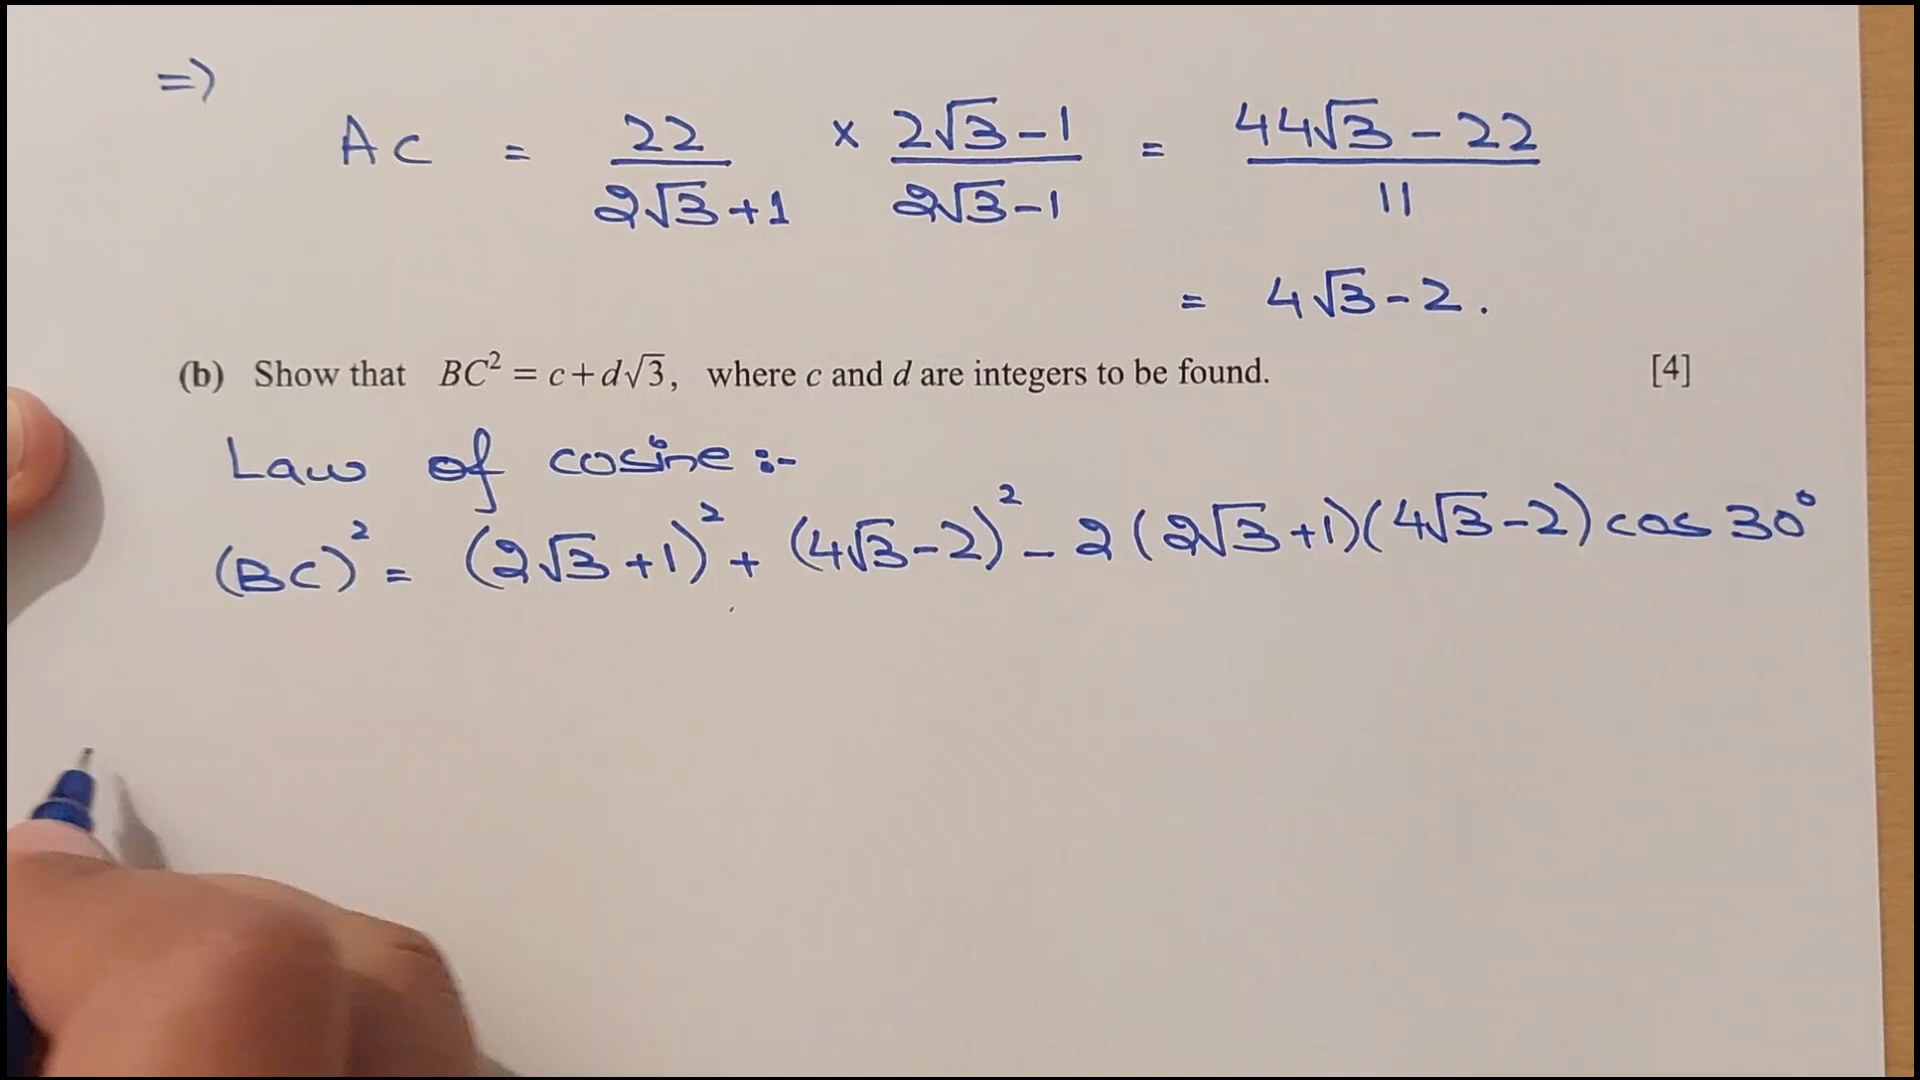 =>
AC = 22/(2√3+1) × (2√3-1)/(2√3-1) = (44√3-22)/11
= 4√3-2.
(b) Show that BC² = c+d√3, where c and d are integers to be found. [4]
Law of cosine :-
(BC)² = (2√3+1)² + (4√3-2)² - 2(2√3+1)(4√3-2) cos 30°